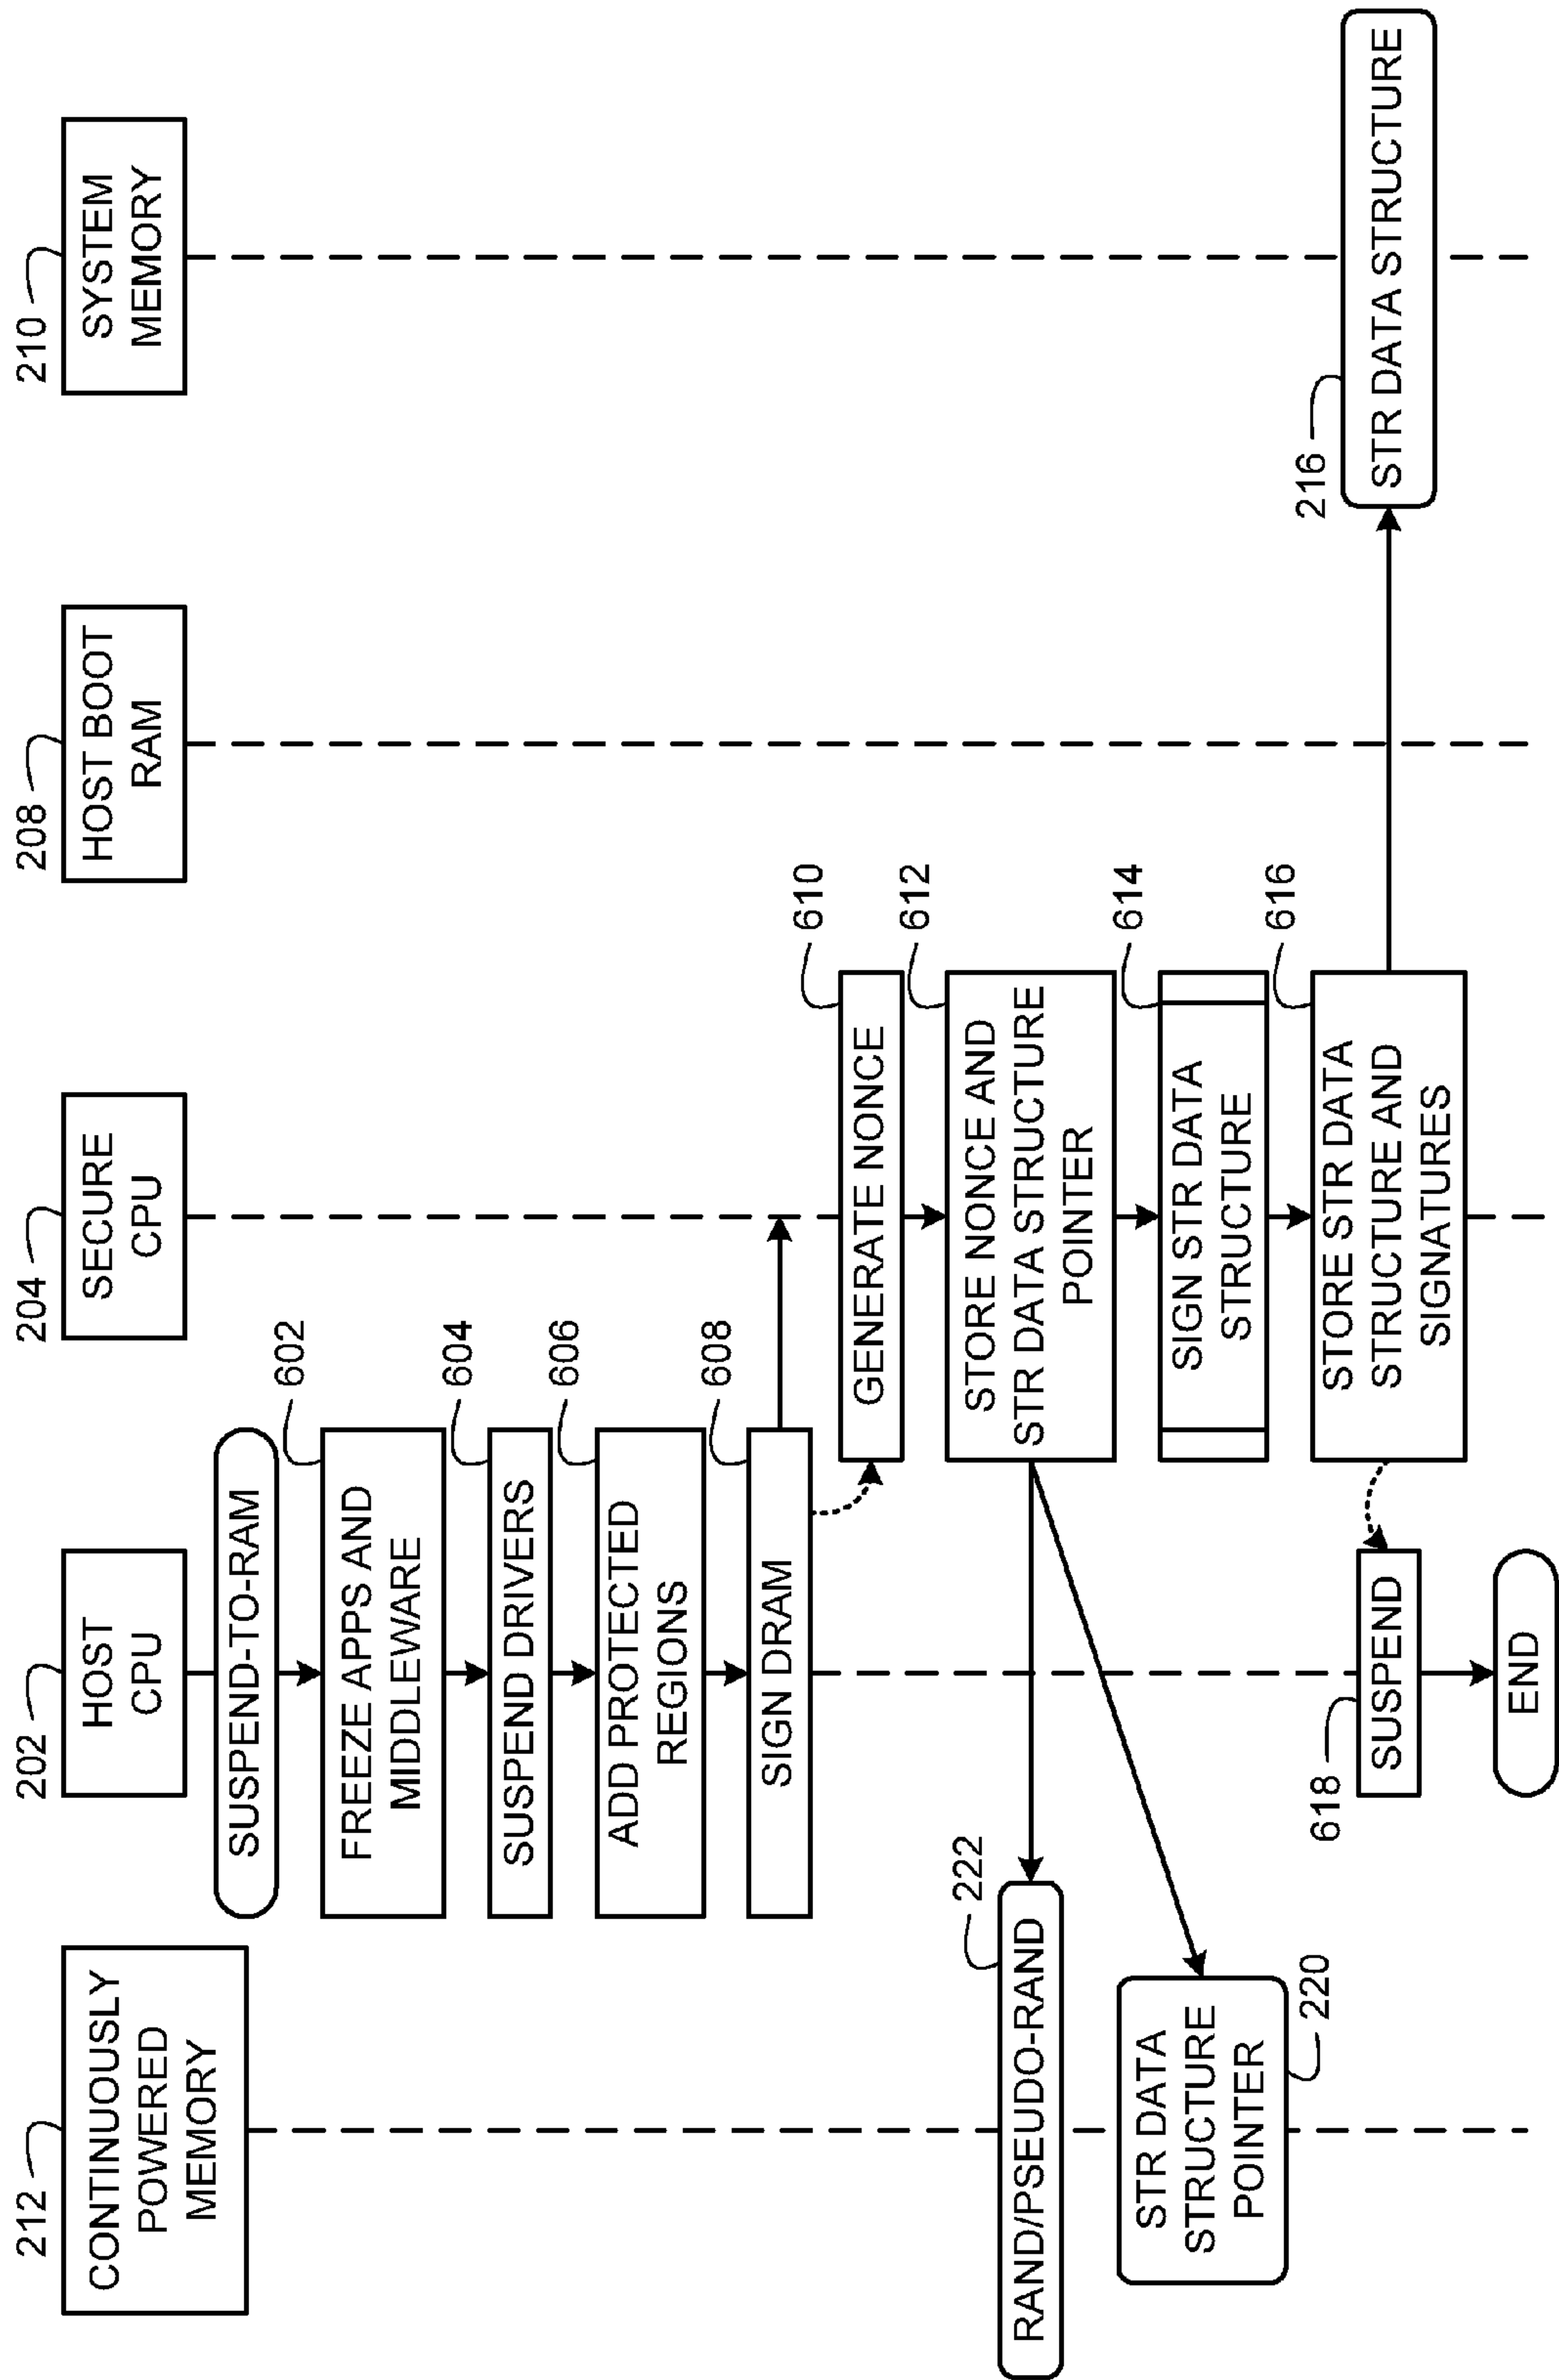 212
CONTINUOUSLY
POWERED
MEMORY
202
HOST
CPU
204
SECURE
CPU
208
HOST BOOT
RAM
210
SYSTEM
MEMORY
SUSPEND-TO-RAM
602
FREEZE APPS AND
MIDDLEWARE
604
SUSPEND DRIVERS
606
ADD PROTECTED
REGIONS
608
SIGN DRAM
610
GENERATE NONCE
612
STORE NONCE AND
STR DATA STRUCTURE
POINTER
222
RAND/PSEUDO-RAND
STR DATA
STRUCTURE
POINTER
220
614
SIGN STR DATA
STRUCTURE
616
STORE STR DATA
STRUCTURE AND
SIGNATURES
216
STR DATA STRUCTURE
618
SUSPEND
END